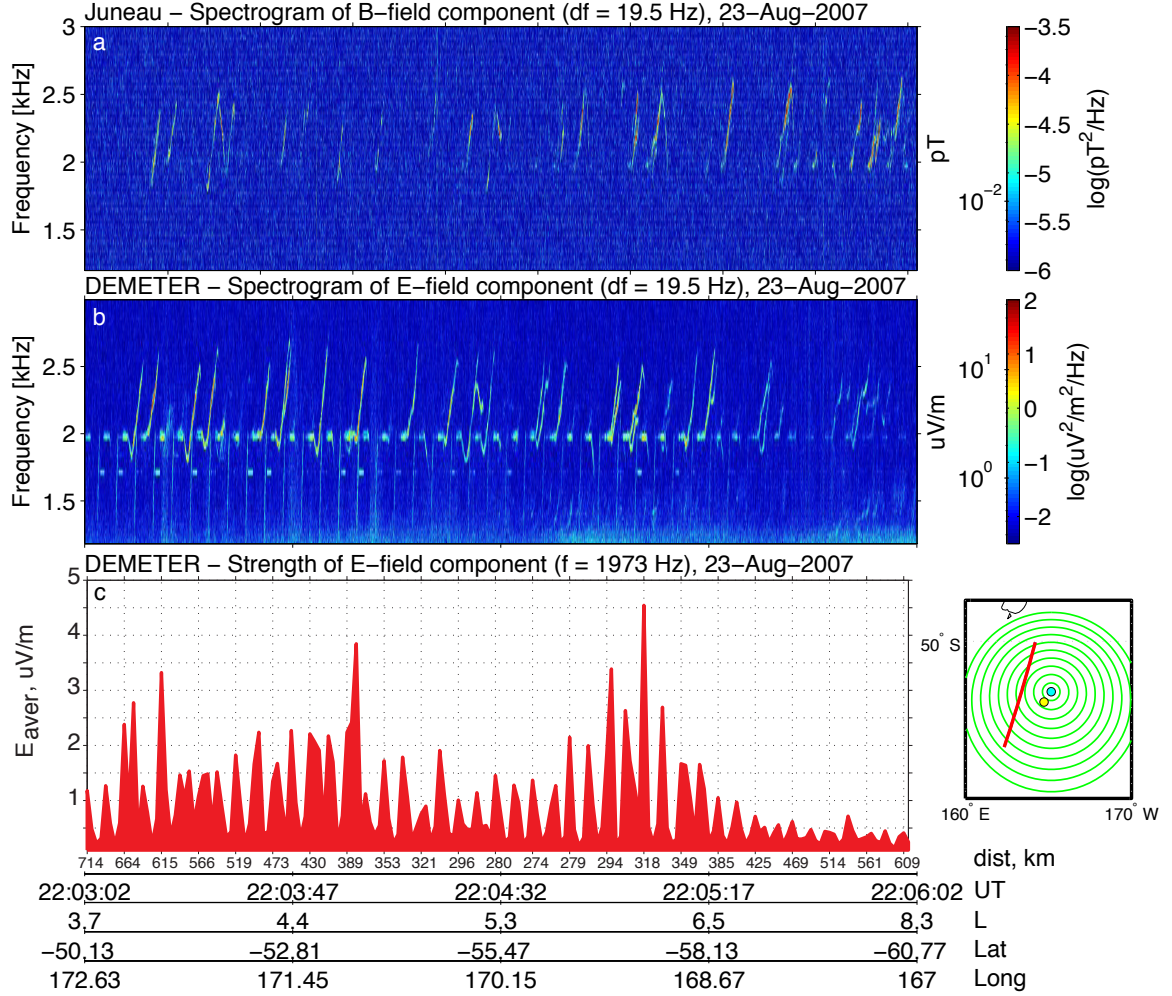 Juneau − Spectrogram of B−field component (df = 19.5 Hz), 23−Aug−2007
a
3
2.5
2
1.5
Frequency [kHz]
pT
10−2
−3.5
−4
−4.5
−5
−5.5
−6
log(pT2/Hz)
DEMETER − Spectrogram of E−field component (df = 19.5 Hz), 23−Aug−2007
b
2.5
2
1.5
Frequency [kHz]
uV/m
101
100
2
1
0
−1
−2
log(uV2/m2/Hz)
DEMETER − Strength of E−field component (f = 1973 Hz), 23−Aug−2007
c
5
4
3
2
1
Eaver, uV/m
50° S
160° E
170° W
714 664 615 566 519 473 430 389 353 321 296 280 274 279 294 318 349 385 425 469 514 561 609 dist, km
22:03:02 22:03:47 22:04:32 22:05:17 22:06:02 UT
3.7 4.4 5.3 6.5 8.3 L
−50.13 −52.81 −55.47 −58.13 −60.77 Lat
172.63 171.45 170.15 168.67 167 Long